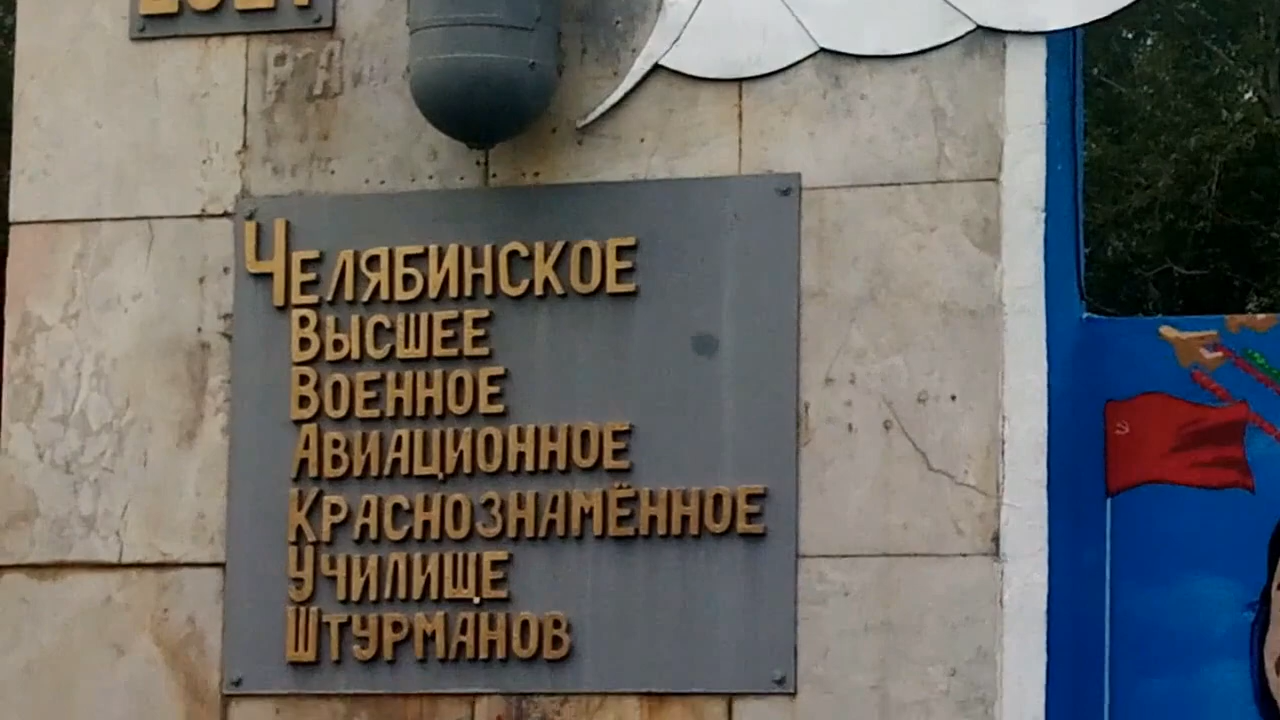 Челябинское
Высшее
Военное
Авиационное
Краснознамённое
Училище
Штурманов